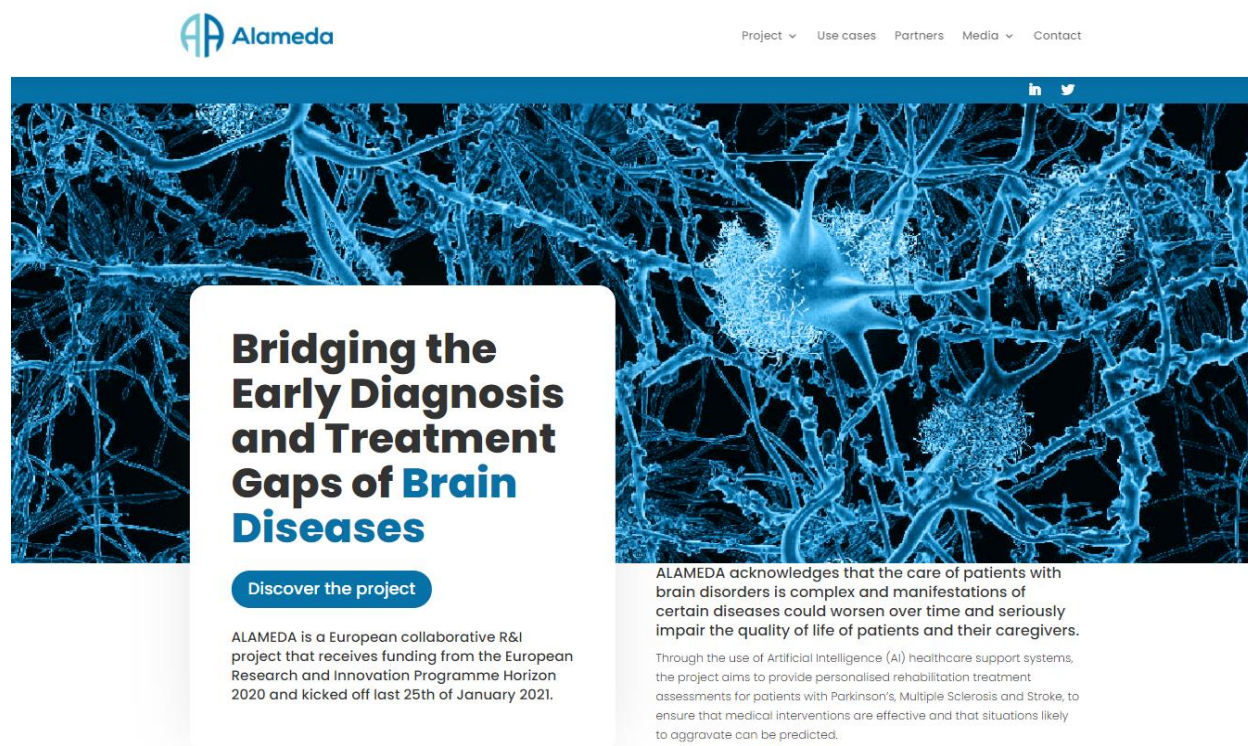 Alameda
Project Use cases Partners Media Contact
in
Bridging the
Early Diagnosis
and Treatment
Gaps of Brain
Diseases
Discover the project
ALAMEDA is a European collaborative R&I
project that receives funding from the European
Research and Innovation Programme Horizon
2020 and kicked off last 25th of January 2021.
ALAMEDA acknowledges that the care of patients with
brain disorders is complex and manifestations of
certain diseases could worsen over time and seriously
impair the quality of life of patients and their caregivers.
Through the use of Artificial Intelligence (AI) healthcare support systems,
the project aims to provide personalised rehabilitation treatment
assessments for patients with Parkinson's, Multiple Sclerosis and Stroke, to
ensure that medical interventions are effective and that situations likely
to aggravate can be predicted.